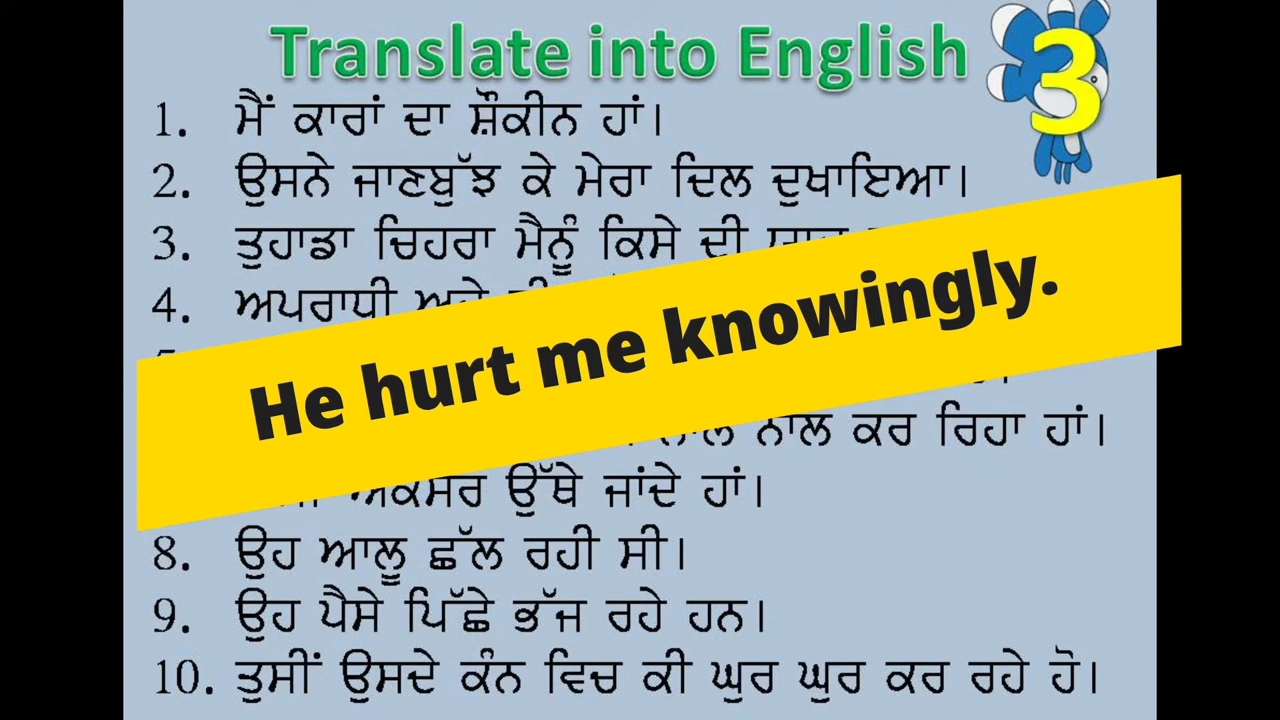 Translate into English
3
1. ਮੈਂ ਕਾਰਾਂ ਦਾ ਸ਼ੌਕੀਨ ਹਾਂ।
2. ਉਸਨੇ ਜਾਣਬੁੱਝ ਕੇ ਮੇਰਾ ਦਿਲ ਦੁਖਾਇਆ।
3. ਤੁਹਾਡਾ ਚਿਹਰਾ ਮੈਨੂੰ ਕਿਸੇ ਦੀ
4. ਅਪਰਾਧੀ ਅਜੇ
He hurt me knowingly.
ਨਾਲ ਨਾਲ ਕਰ ਰਿਹਾ ਹਾਂ।
ਅਕਸਰ ਉੱਥੇ ਜਾਂਦੇ ਹਾਂ।
8. ਉਹ ਆਲੂ ਛੱਲ ਰਹੀ ਸੀ।
9. ਉਹ ਪੈਸੇ ਪਿੱਛੇ ਭੱਜ ਰਹੇ ਹਨ।
10. ਤੁਸੀਂ ਉਸਦੇ ਕੰਨ ਵਿਚ ਕੀ ਘੁਰ ਘੁਰ ਕਰ ਰਹੇ ਹੋ।